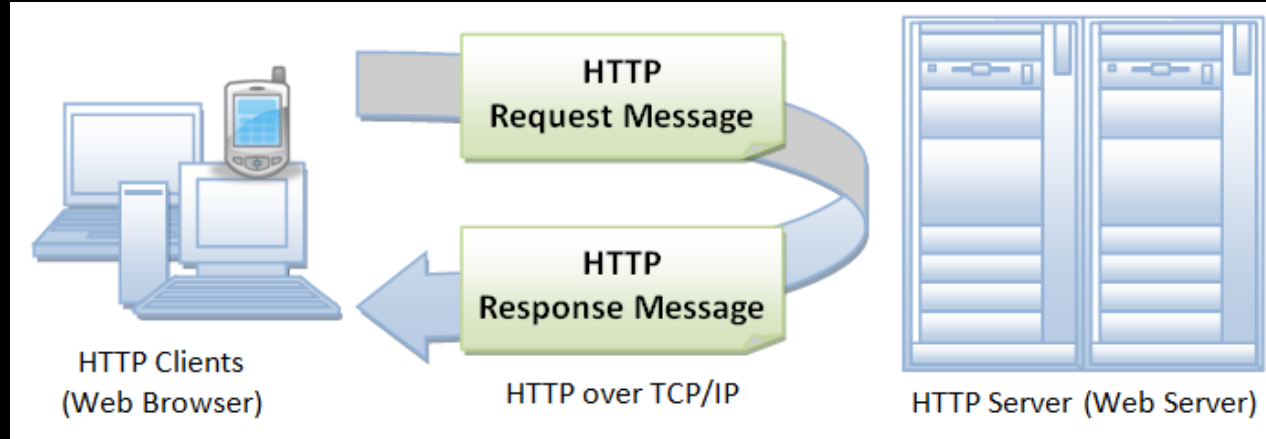 HTTP
Request Message
HTTP
Response Message
HTTP Clients
(Web Browser)
HTTP over TCP/IP
HTTP Server (Web Server)